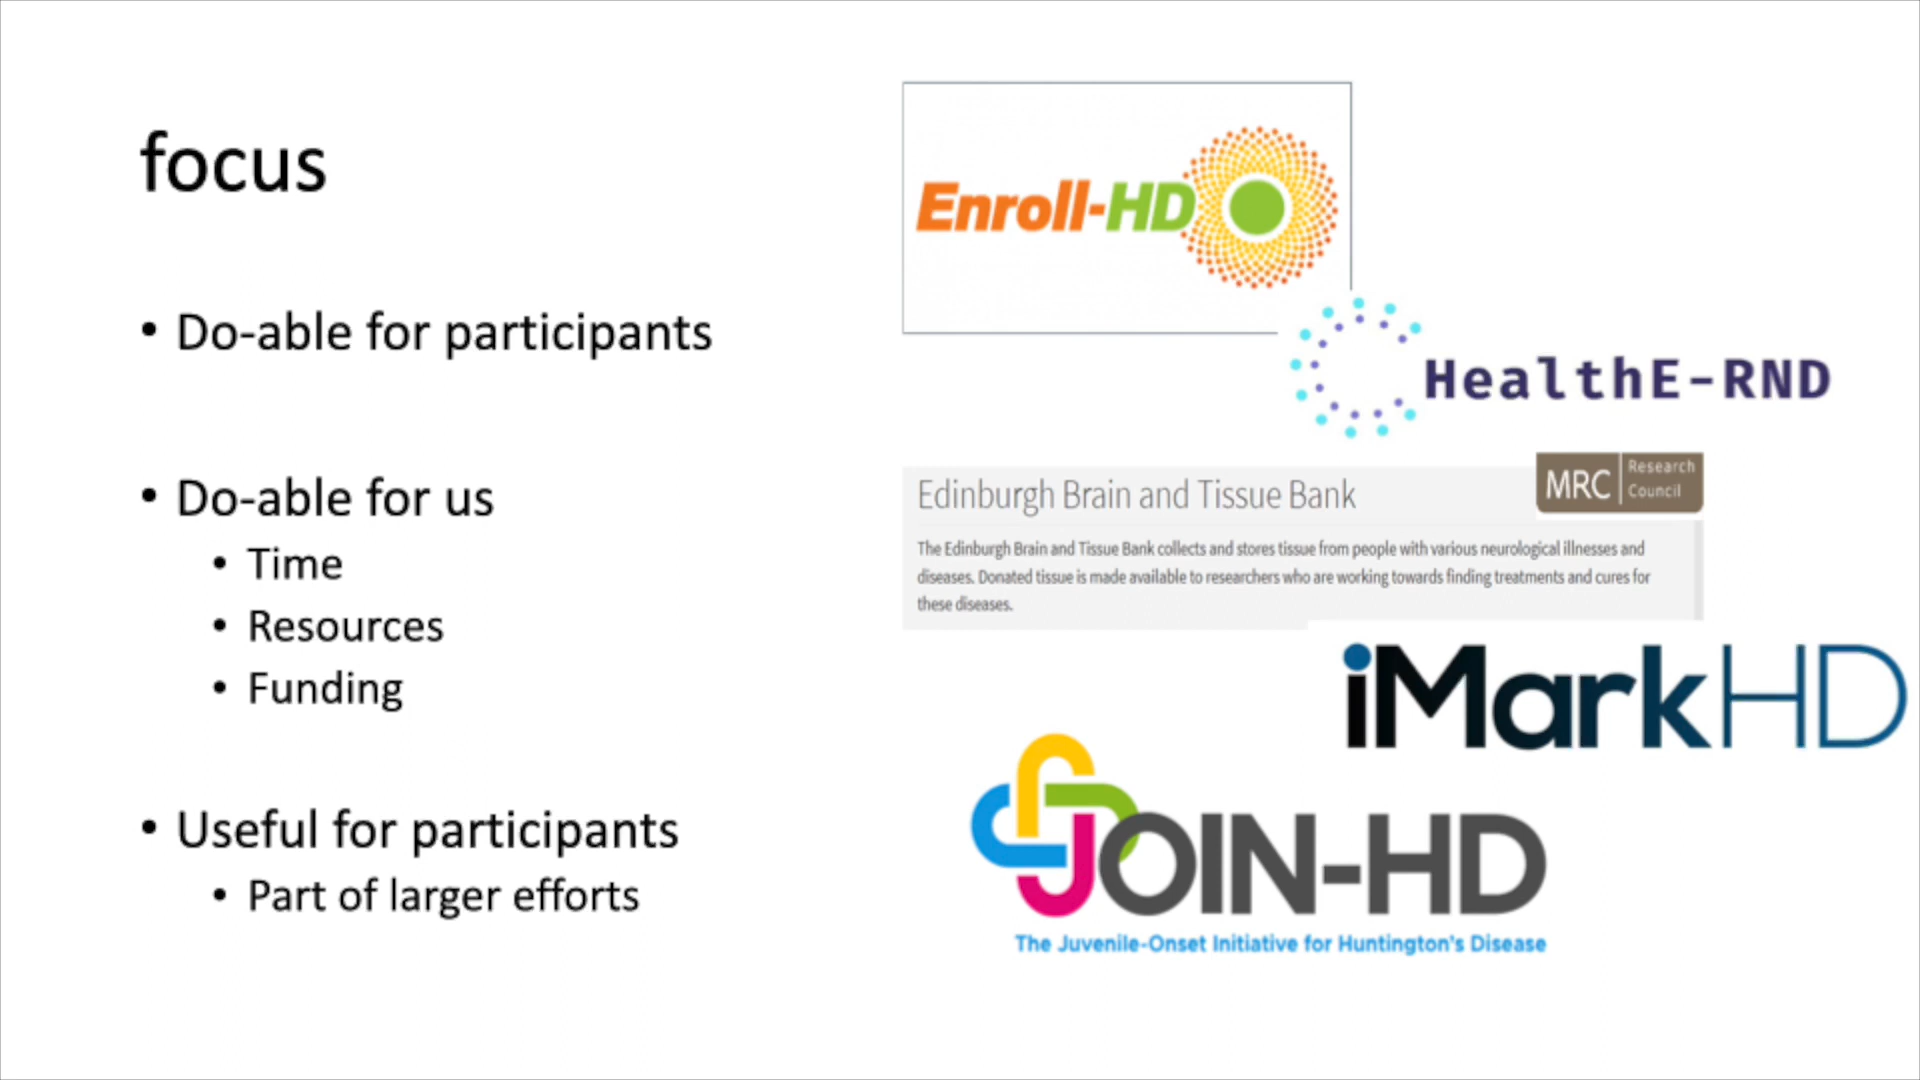 focus
• Do-able for participants
• Do-able for us
• Time
• Resources
• Funding
• Useful for participants
• Part of larger efforts
Enroll-HD
HealthE-RND
Edinburgh Brain and Tissue Bank
MRC Research Council
The Edinburgh Brain and Tissue Bank collects and stores tissue from people with various neurological illnesses and
diseases. Donated tissue is made available to researchers who are working towards finding treatments and cures for
these diseases.
iMarkHD
JOIN-HD
The Juvenile-Onset Initiative for Huntington's Disease